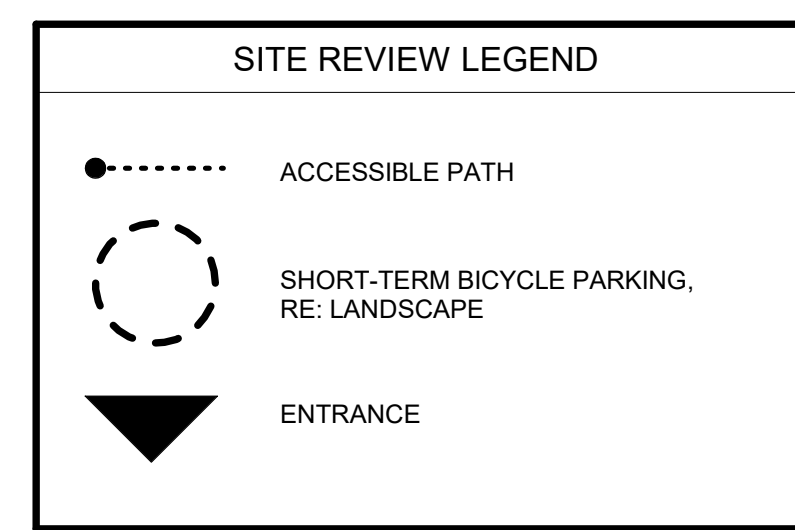 SITE REVIEW LEGEND
ACCESSIBLE PATH
SHORT-TERM BICYCLE PARKING,
RE: LANDSCAPE
ENTRANCE